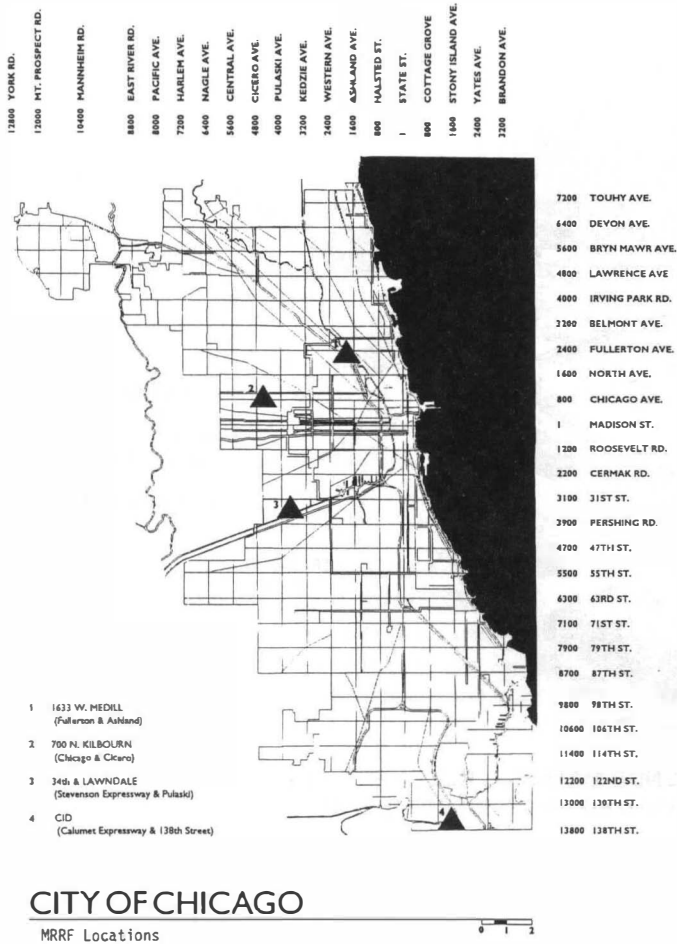 12800 YORK RD.
12000 MT. PROSPECT RD.
10400 MANNHEIM RD.
8800 EAST RIVER RD.
8000 PACIFIC AVE.
7200 HARLEM AVE.
6400 NAGLE AVE.
5600 CENTRAL AVE.
4800 CICERO AVE.
4000 PULASKI AVE.
3200 KEDZIE AVE.
2400 WESTERN AVE.
1600 ASHLAND AVE.
800 HALSTED ST.
1 STATE ST.
800 COTTAGE GROVE
1600 STONY ISLAND AVE.
2400 YATES AVE.
3200 BRANDON AVE.
7200 TOUHY AVE.
6400 DEVON AVE.
5600 BRYN MAWR AVE.
4800 LAWRENCE AVE
4000 IRVING PARK RD.
3200 BELMONT AVE.
2400 FULLERTON AVE.
1600 NORTH AVE.
800 CHICAGO AVE.
1 MADISON ST.
1200 ROOSEVELT RD.
2200 CERMAK RD.
3100 31ST ST.
3900 PERSHING RD.
4700 47TH ST.
5500 55TH ST.
6300 63RD ST.
7100 71ST ST.
7900 79TH ST.
8700 87TH ST.
9800 98TH ST.
10600 106TH ST.
11400 114TH ST.
12200 122ND ST.
13000 130TH ST.
13800 138TH ST.
1
2
3
4
1 1633 W. MEDILL
(Fullerton & Ashland)
2 700 N. KILBOURN
(Chicago & Cicero)
3 34th & LAWNDALE
(Stevenson Expressway & Pulaski)
4 CID
(Calumet Expressway & 138th Street)
CITY OF CHICAGO
MRRF Locations
0 1 2